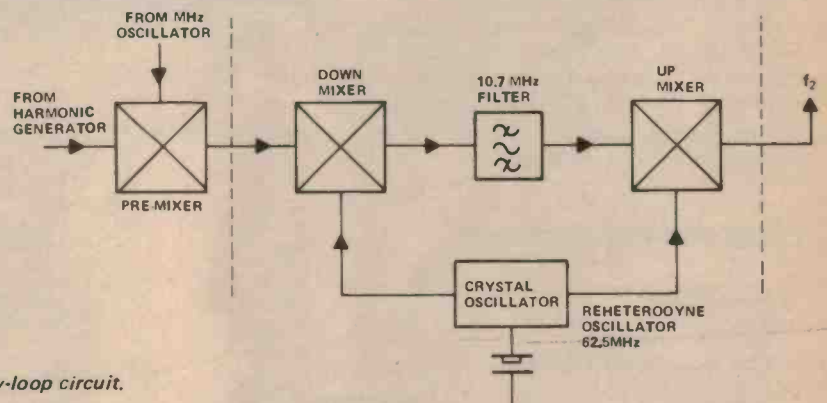 FROM MHz
OSCILLATOR
FROM
HARMONIC
GENERATOR
PRE-MIXER
DOWN
MIXER
10.7 MHz
FILTER
UP
MIXER
f2
CRYSTAL
OSCILLATOR
REHETERODYNE
OSCILLATOR
62.5MHz
y-loop circuit.